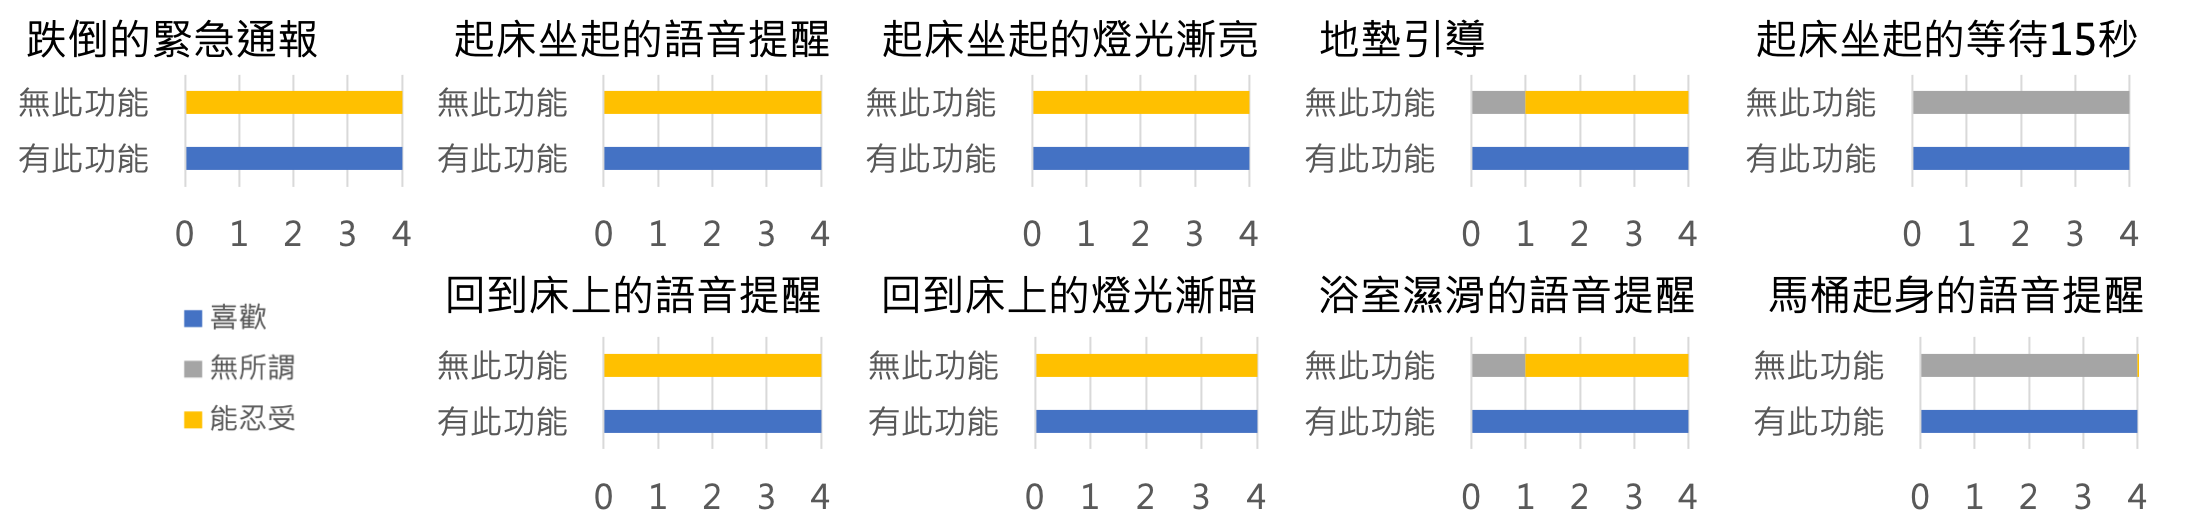 跌倒的緊急通報
無此功能
有此功能
0 1 2 3 4
起床坐起的語音提醒
無此功能
有此功能
0 1 2 3 4
起床坐起的燈光漸亮
無此功能
有此功能
0 1 2 3 4
地墊引導
無此功能
有此功能
0 1 2 3 4
起床坐起的等待15秒
無此功能
有此功能
0 1 2 3 4
喜歡
無所謂
能忍受
回到床上的語音提醒
無此功能
有此功能
0 1 2 3 4
回到床上的燈光漸暗
無此功能
有此功能
0 1 2 3 4
浴室濕滑的語音提醒
無此功能
有此功能
0 1 2 3 4
馬桶起身的語音提醒
無此功能
有此功能
0 1 2 3 4